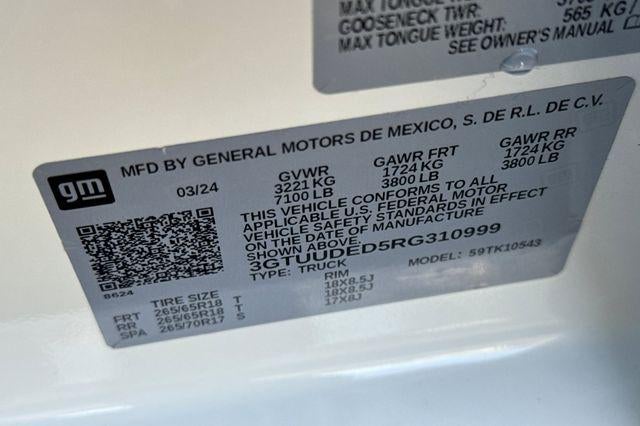 MAX TONGUE
GOOSENECK TWR:
MAX TONGUE WEIGHT: 565 KG/
SEE OWNER'S MANUAL
gm
MFD BY GENERAL MOTORS DE MEXICO, S. DE R.L. DE C.V.
03/24
GVWR GAWR FRT GAWR RR
3221 KG 1724 KG 1724 KG
7100 LB 3800 LB 3800 LB
THIS VEHICLE CONFORMS TO ALL
APPLICABLE U.S. FEDERAL MOTOR
VEHICLE SAFETY STANDARDS IN EFFECT
ON THE DATE OF MANUFACTURE
SHOWN ABOVE.
3GTUUDED5RG310999
TYPE: TRUCK MODEL: 59TK10543
8624
TIRE SIZE RIM
FRT 265/65R18 T 18X8.5J
RR 265/65R18 T 18X8.5J
SPA 265/70R17 S 17X8J